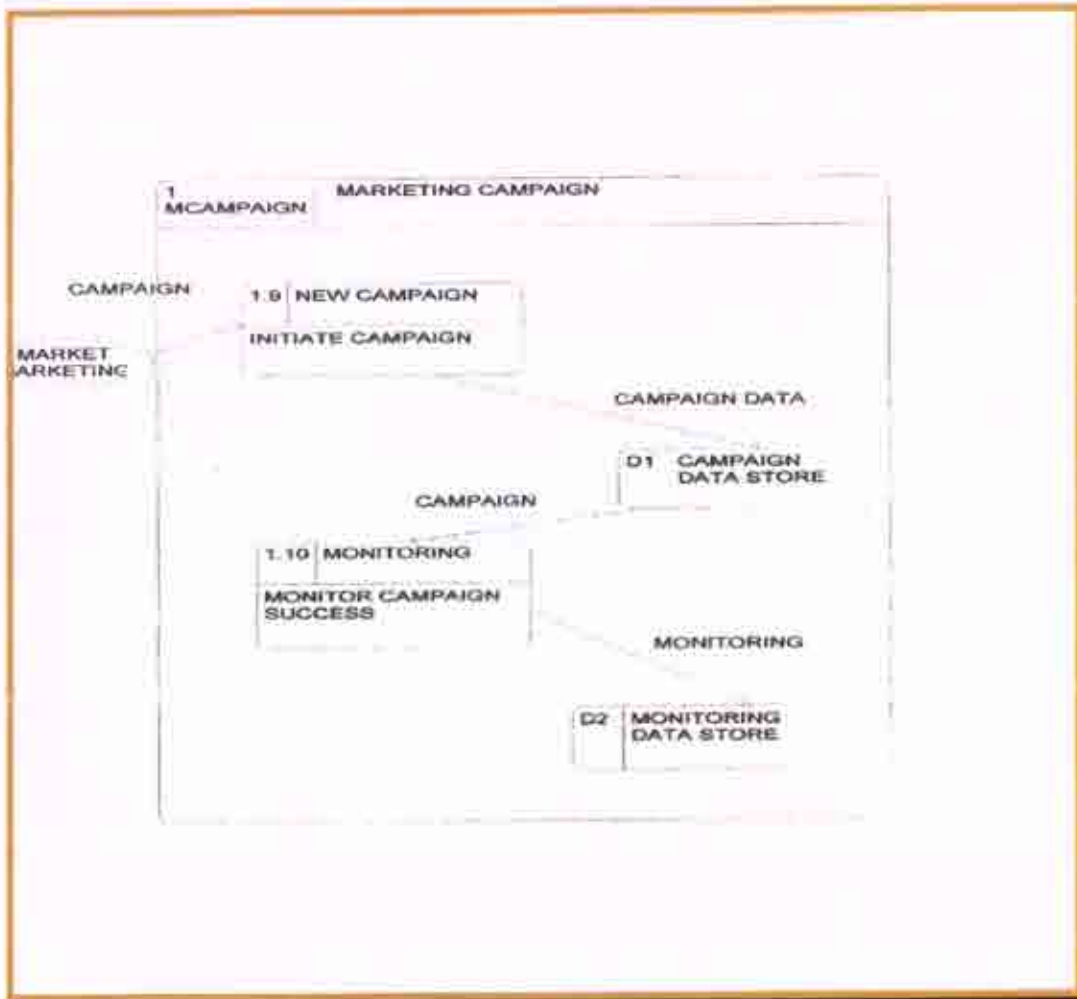 1
MCAMPAIGN
MARKETING CAMPAIGN
CAMPAIGN
1.9 NEW CAMPAIGN
INITIATE CAMPAIGN
MARKET
ARKETING
CAMPAIGN DATA
D1 CAMPAIGN
DATA STORE
CAMPAIGN
1.10 MONITORING
MONITOR CAMPAIGN
SUCCESS
MONITORING
D2 MONITORING
DATA STORE